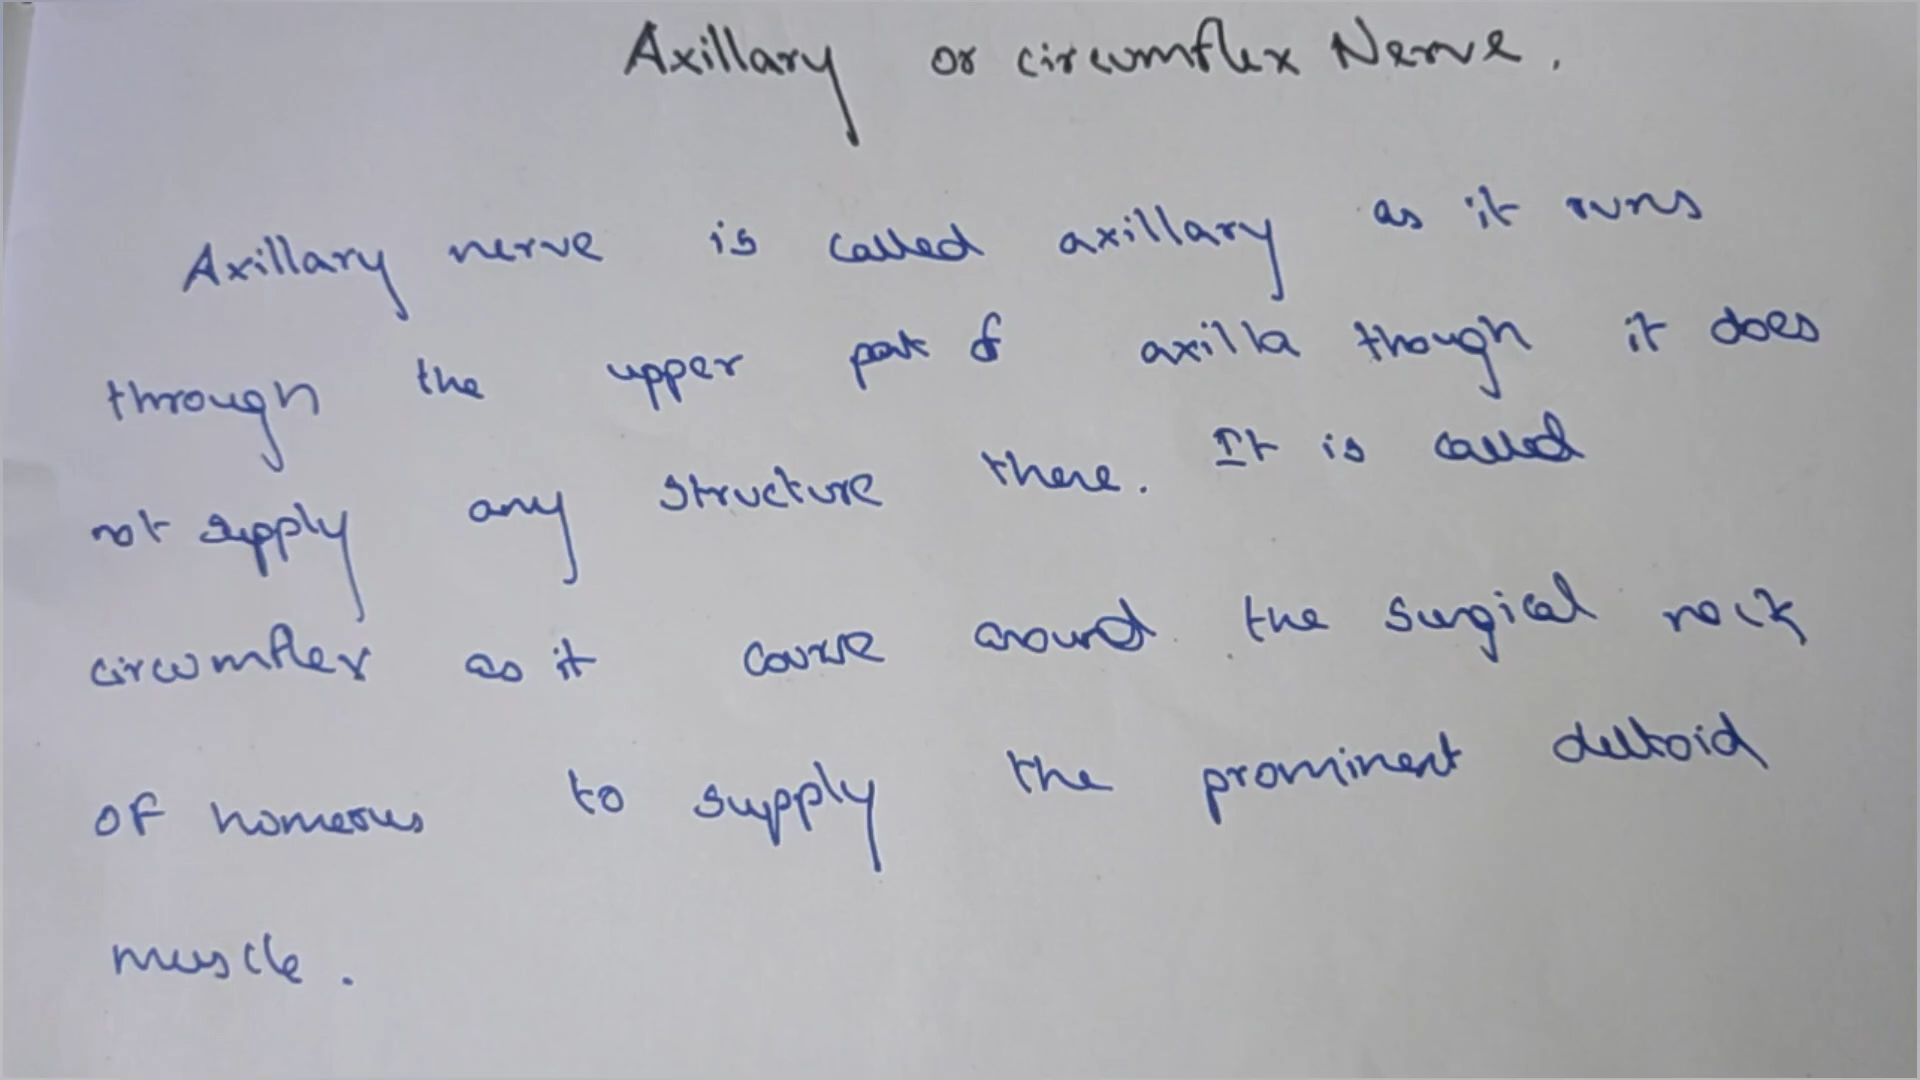 Axillary or circumflex Nerve.
Axillary nerve is called axillary as it runs
through the upper part of axilla though it does
not supply any structure there. It is called
circumflex as it course around the surgical neck
of homerus to supply the prominent deltoid
muscle.